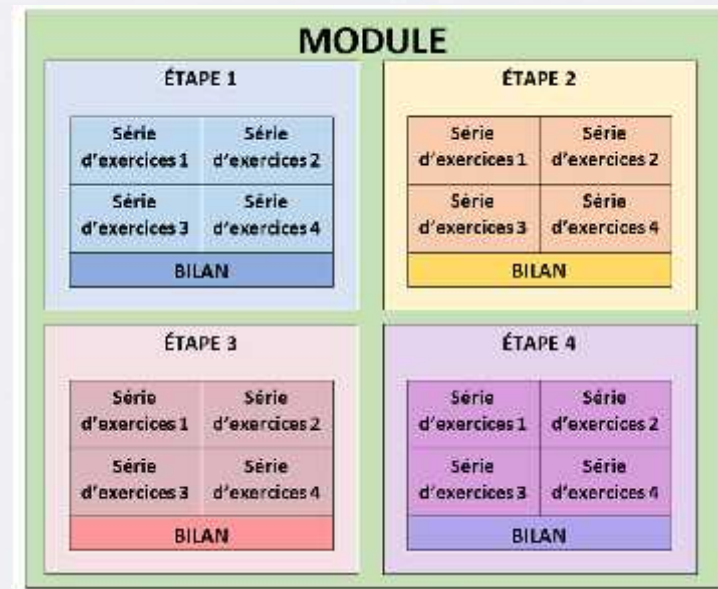 MODULE
ÉTAPE 1
Série
d'exercices 1
Série
d'exercices 2
Série
d'exercices 3
Série
d'exercices 4
BILAN
ÉTAPE 2
Série
d'exercices 1
Série
d'exercices 2
Série
d'exercices 3
Série
d'exercices 4
BILAN
ÉTAPE 3
Série
d'exercices 1
Série
d'exercices 2
Série
d'exercices 3
Série
d'exercices 4
BILAN
ÉTAPE 4
Série
d'exercices 1
Série
d'exercices 2
Série
d'exercices 3
Série
d'exercices 4
BILAN